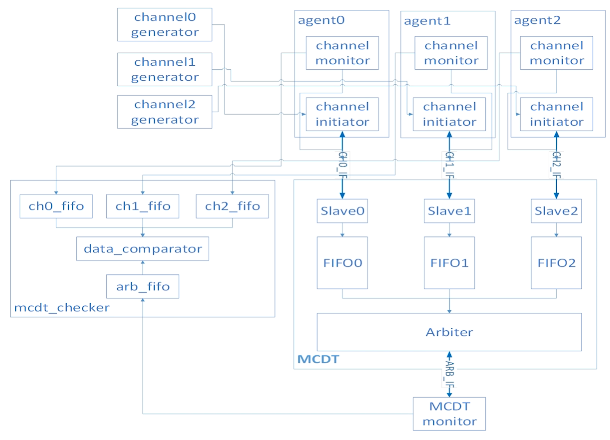 channel0
generator
channel1
generator
channel2
generator
agent0
channel
monitor
channel
initiator
agent1
channel
monitor
channel
initiator
agent2
channel
monitor
channel
initiator
CH0_IF
CH1_IF
CH2_IF
ch0_fifo
ch1_fifo
ch2_fifo
data_comparator
arb_fifo
mcdt_checker
Slave0
Slave1
Slave2
FIFO0
FIFO1
FIFO2
Arbiter
MCDT
ARB_IF
MCDT
monitor